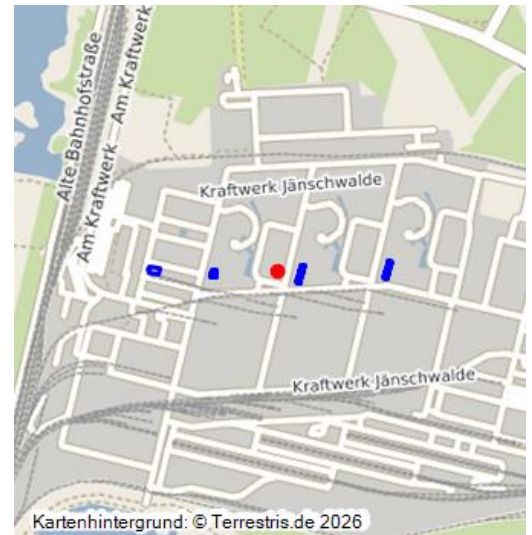 Alte Bahnhofstraße
Am Kraftwerk – Am Kraftwerk
Kraftwerk Jänschwalde
Kraftwerk Jänschwalde
Kartenhintergrund: © Terrestris.de 2026